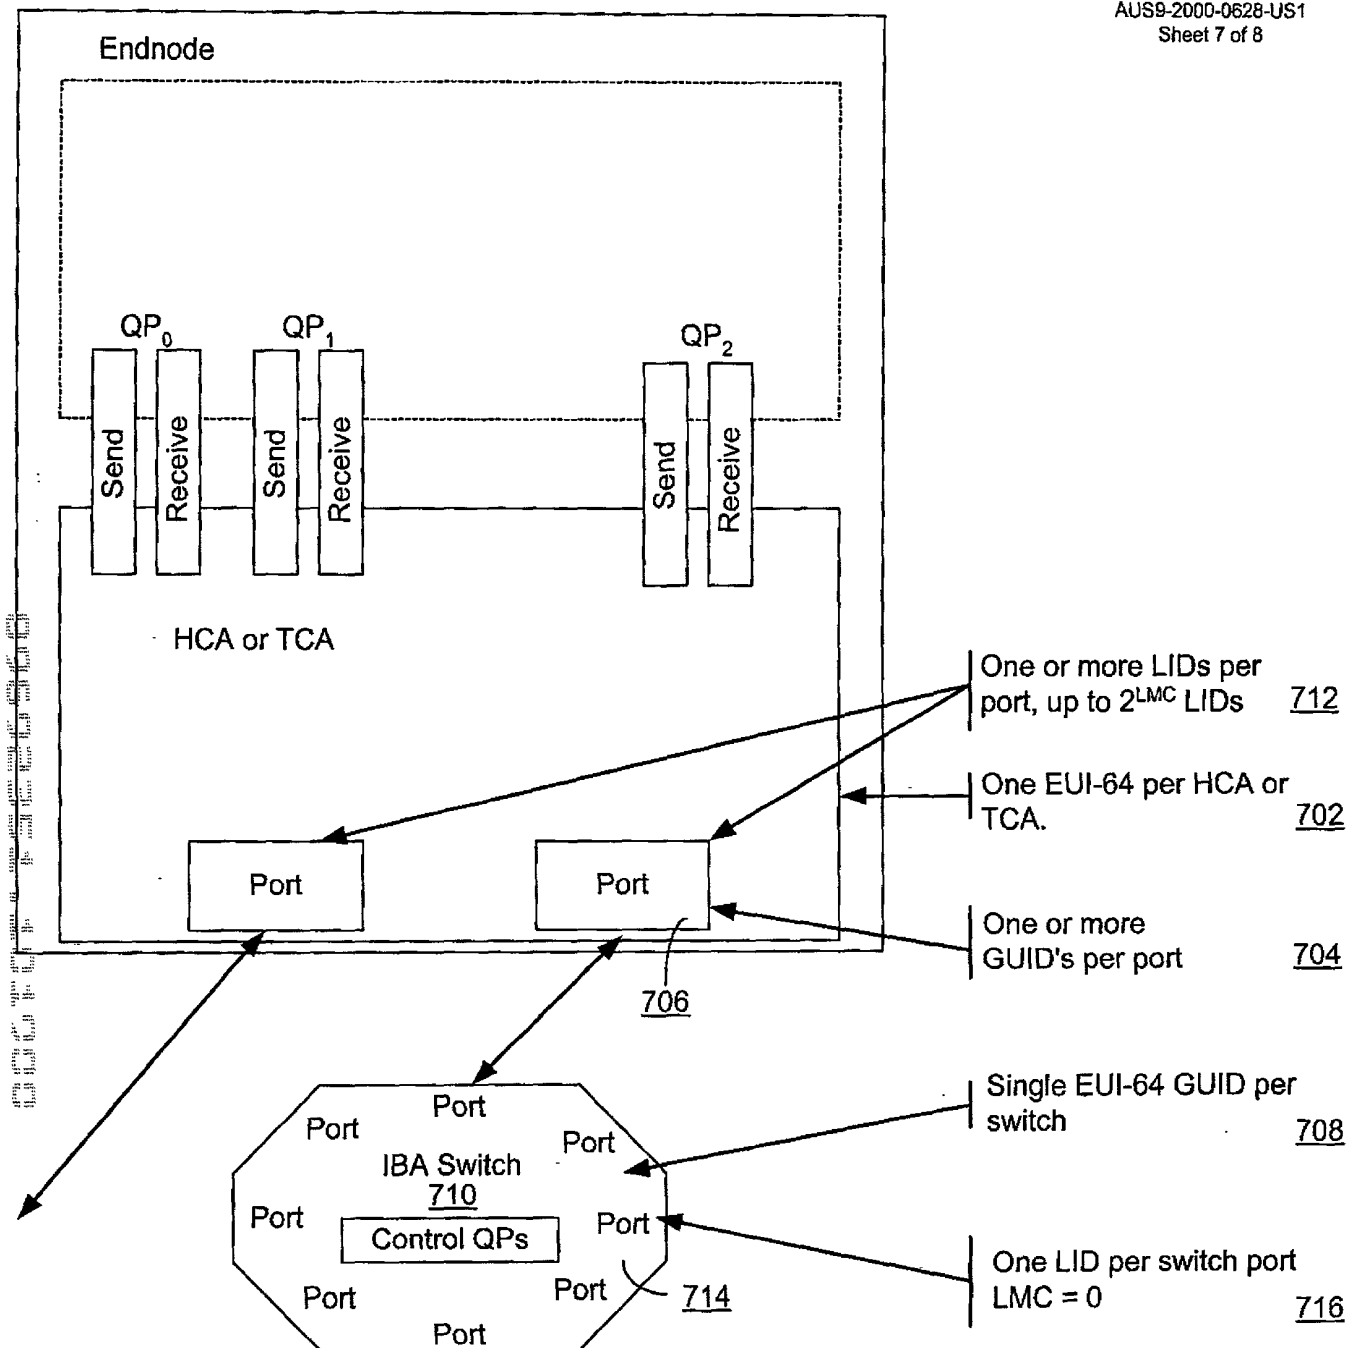 AUS9-2000-0628-US1
Sheet 7 of 8
Endnode
QP0
QP1
QP2
Send
Receive
Send
Receive
Send
Receive
HCA or TCA
One or more LIDs per
port, up to 2^LMC LIDs 712
One EUI-64 per HCA or
TCA. 702
Port
Port
One or more
GUID's per port 704
706
Single EUI-64 GUID per
switch 708
Port
Port
Port
IBA Switch
710
Port
Port
Control QPs
One LID per switch port
LMC = 0 716
Port
Port
714
Port